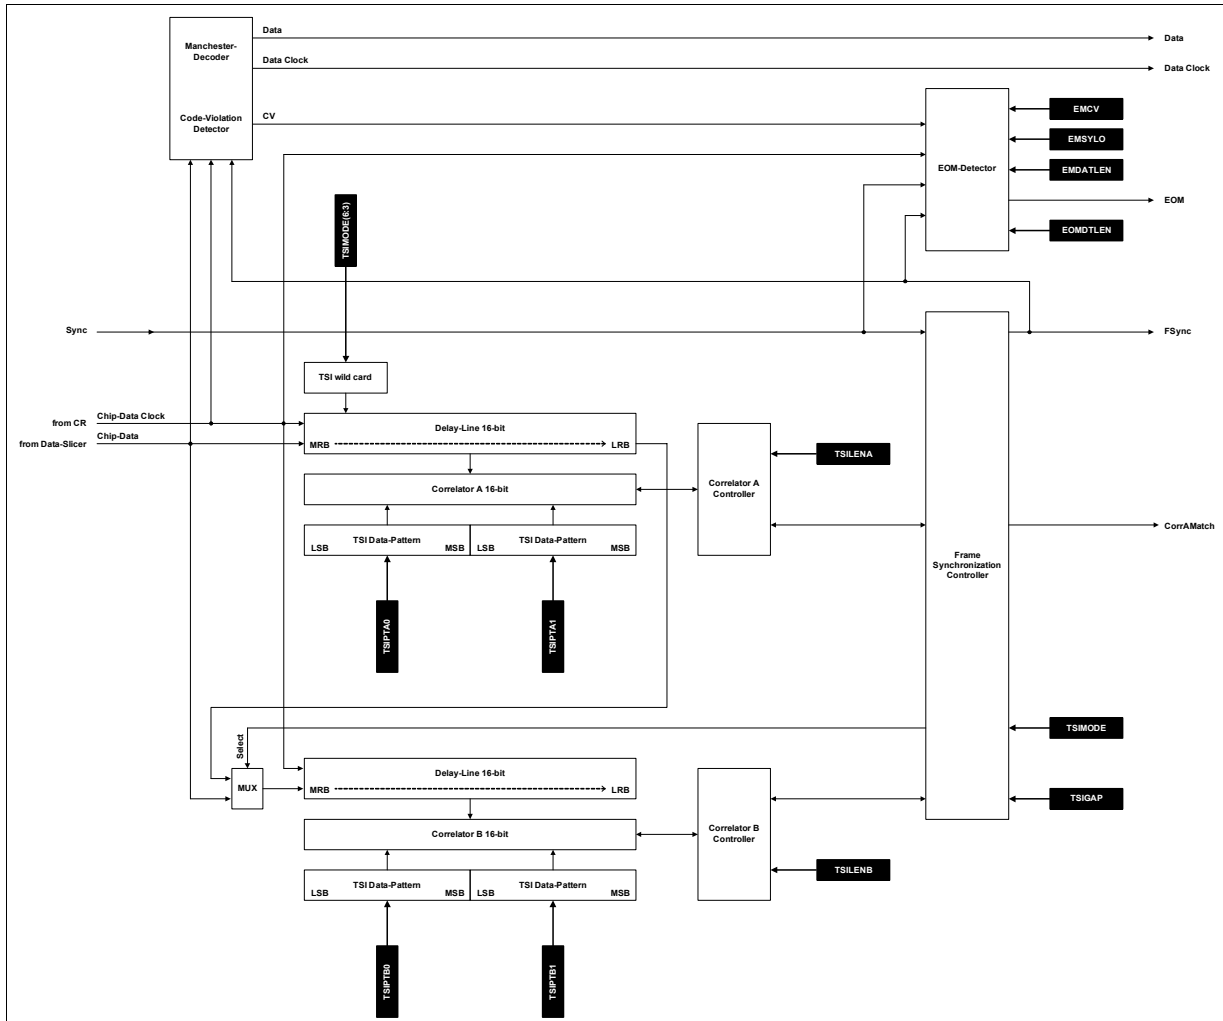 Data
Data
Manchester-
Decoder
Data Clock
Data Clock
EMCV
Code-Violation
Detector
CV
EMSYLO
EOM-Detector
EMDATLEN
TSIMODE(6:3)
EOM
EOMDTLEN
Sync
FSync
TSI wild card
from CR
Chip-Data Clock
Delay-Line 16-bit
from Data-Slicer
Chip-Data
MRB
LRB
TSILENA
Correlator A 16-bit
Correlator A
Controller
CorrAMatch
TSI Data-Pattern
TSI Data-Pattern
LSB
MSB
LSB
MSB
Frame
Synchronization
Controller
TSIPTA0
TSIPTA1
TSIMODE
Select
Delay-Line 16-bit
MUX
MRB
LRB
TSIGAP
Correlator B 16-bit
Correlator B
Controller
TSILENB
TSI Data-Pattern
TSI Data-Pattern
LSB
MSB
LSB
MSB
TSIPTB0
TSIPTB1